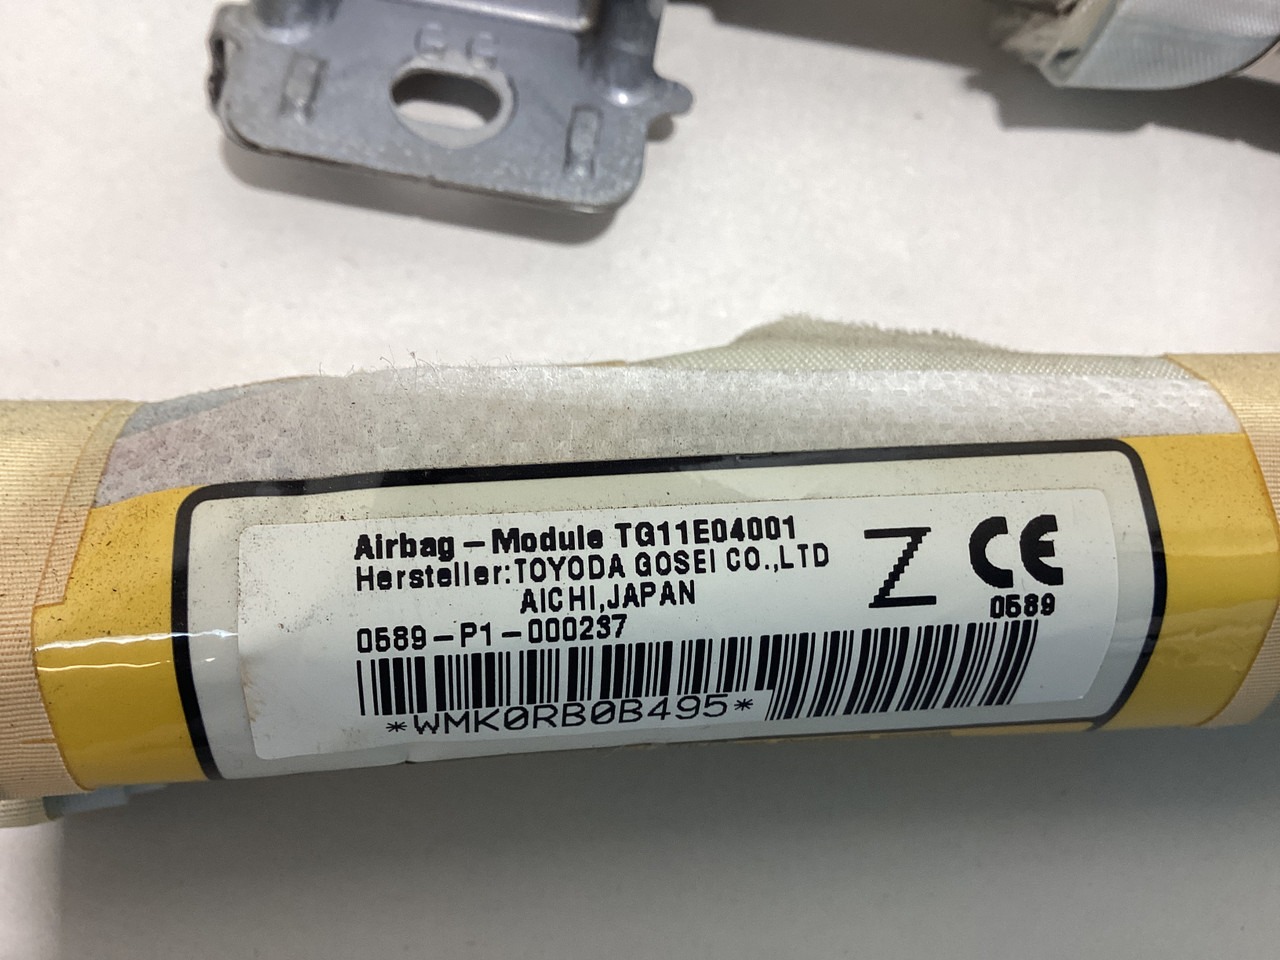 Airbag-Module TG11E04001
Hersteller:TOYODA GOSEI CO.,LTD
AICHI,JAPAN
0589-P1-000237
Z
CE
0589
*WMK0RB0B495*